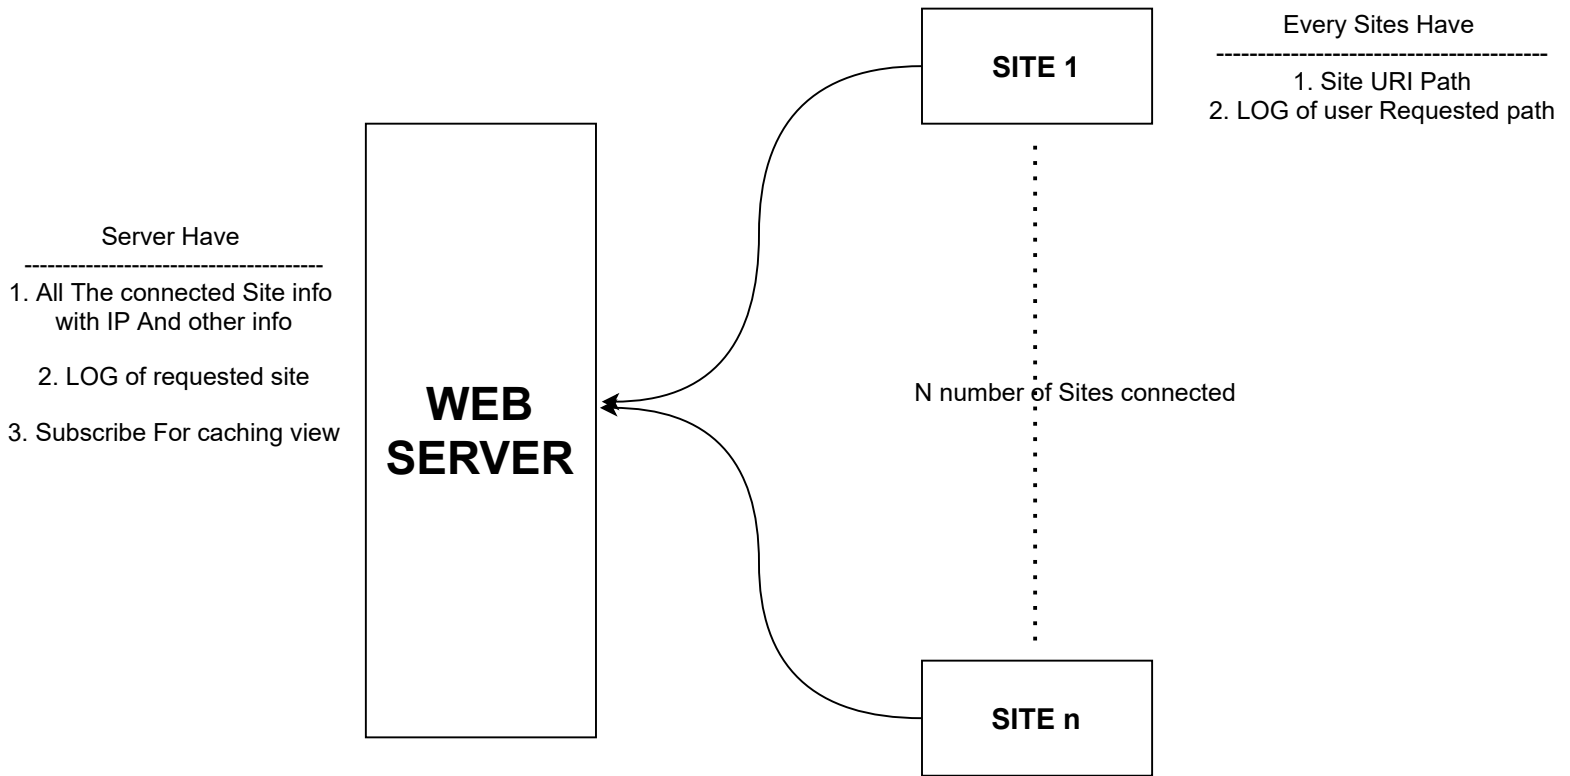 Every Sites Have
----------------------------------------
1. Site URI Path
2. LOG of user Requested path
SITE 1
Server Have
---------------------------------------
1. All The connected Site info
with IP And other info
2. LOG of requested site
3. Subscribe For caching view
WEB
SERVER
N number of Sites connected
SITE n